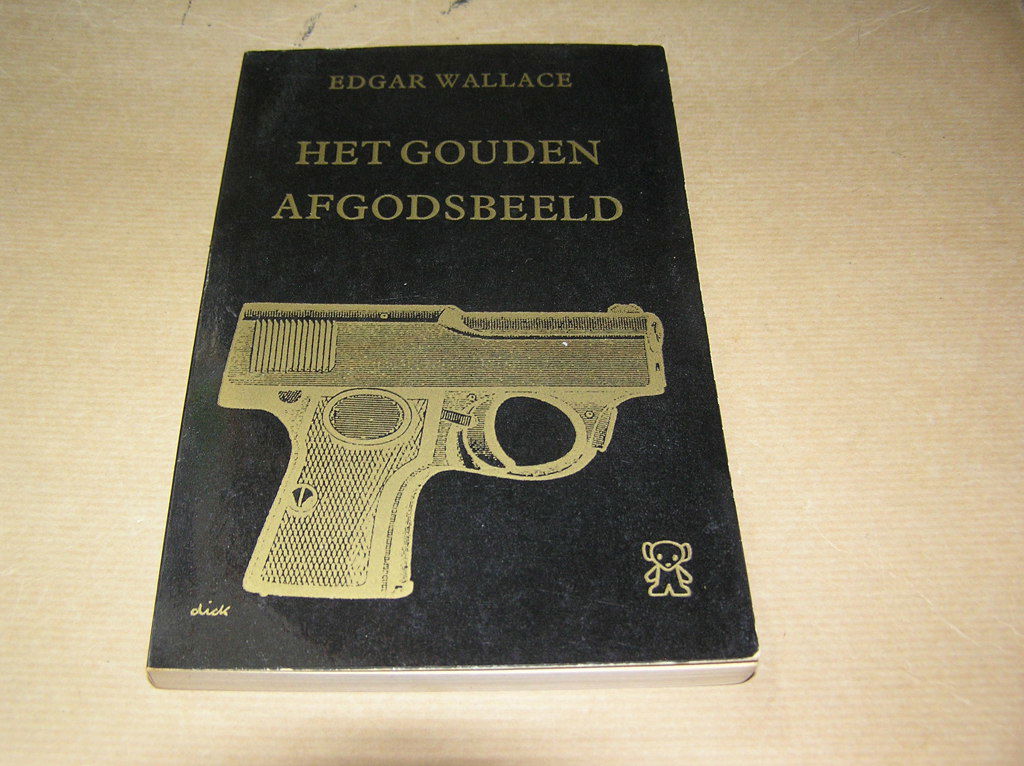 EDGAR WALLACE
HET GOUDEN
AFGODSBEELD
dick